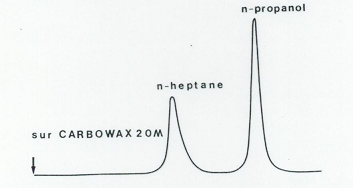 n-propanol
n-heptane
sur CARBOWAX 20M